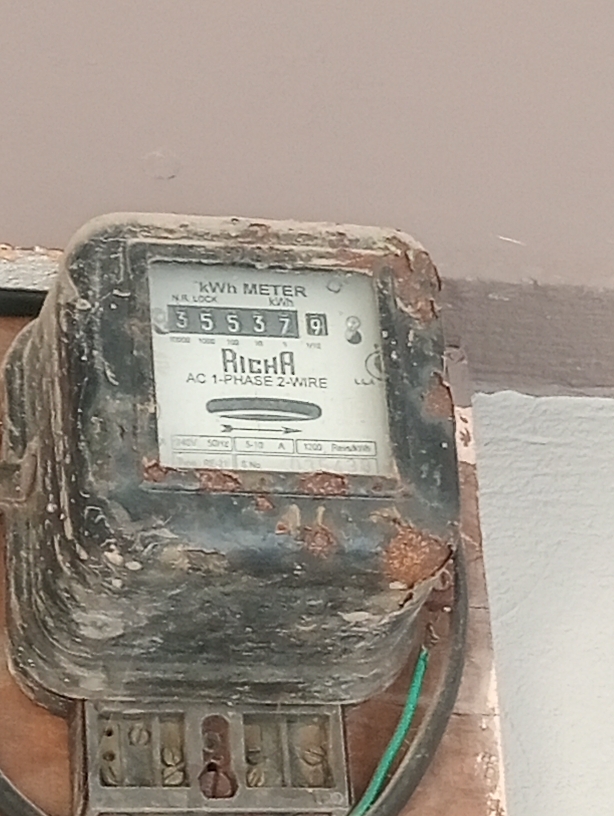 kWh METER
N.R. LOCK kWh
3 5 5 3 7 9
10000 1000 100 10 1 1/10
RICHA
AC 1-PHASE 2-WIRE
240V 50Hz 5-10 A 1200 Revs/kWh
S.No.